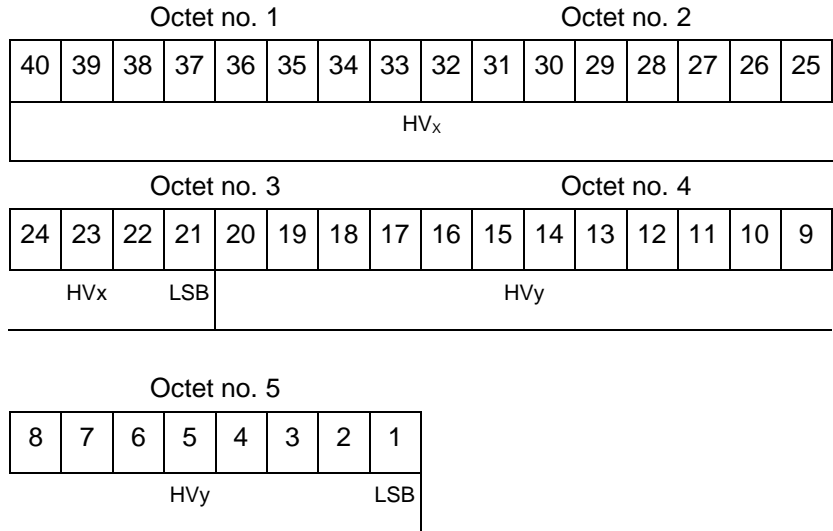 Octet no. 1 Octet no. 2
40 39 38 37 36 35 34 33 32 31 30 29 28 27 26 25
HVX
Octet no. 3 Octet no. 4
24 23 22 21 20 19 18 17 16 15 14 13 12 11 10 9
HVx LSB HVy
Octet no. 5
8 7 6 5 4 3 2 1
HVy LSB